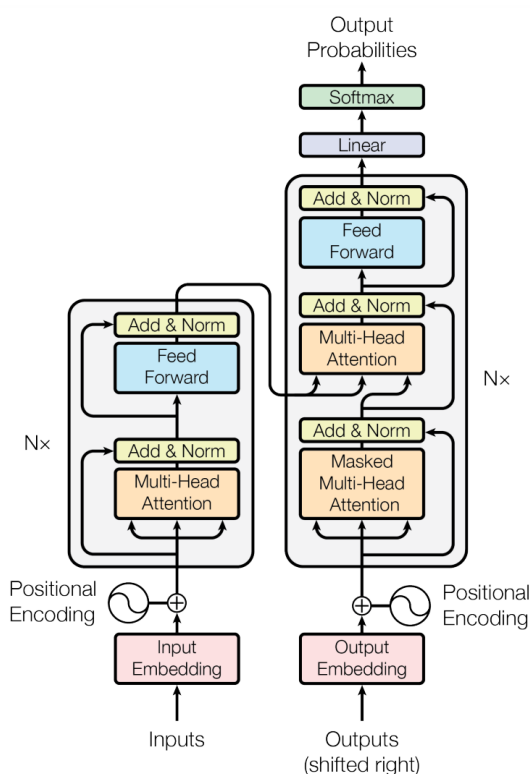 Output
Probabilities
Softmax
Linear
Add & Norm
Feed
Forward
Add & Norm
Multi-Head
Attention
Add & Norm
Masked
Multi-Head
Attention
N×
Add & Norm
Feed
Forward
Add & Norm
Multi-Head
Attention
N×
Positional
Encoding
Positional
Encoding
Input
Embedding
Output
Embedding
Inputs
Outputs
(shifted right)